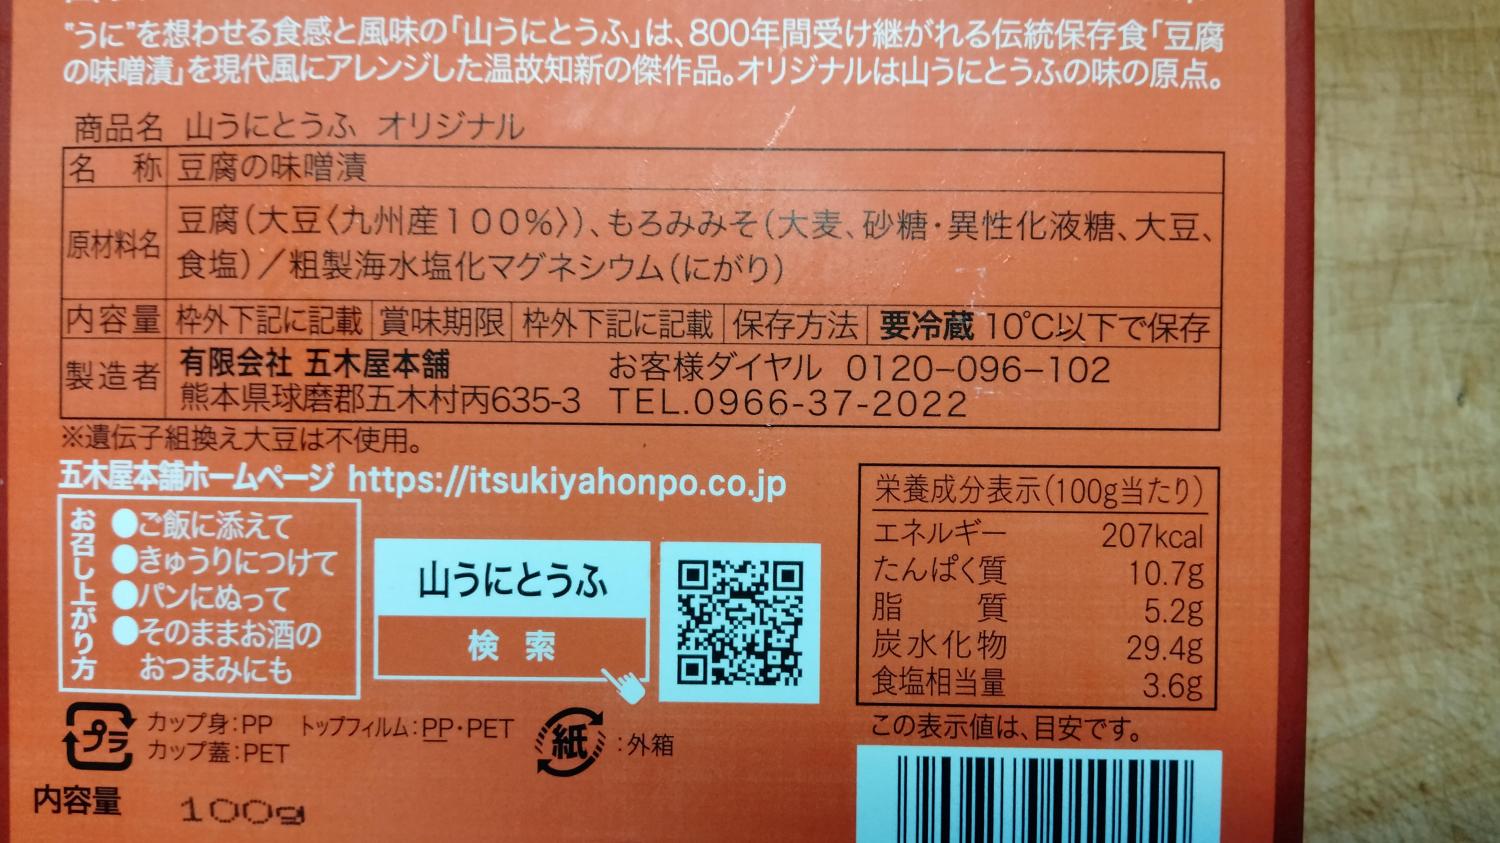 "うに"を想わせる食感と風味の「山うにとうふ」は、800年間受け継がれる伝統保存食「豆腐
の味噌漬」を現代風にアレンジした温故知新の傑作品。オリジナルは山うにとうふの味の原点。
商品名 山うにとうふ オリジナル
名 称 豆腐の味噌漬
原材料名 豆腐(大豆〈九州産100%〉)、もろみみそ(大麦、砂糖・異性化液糖、大豆、
食塩)/粗製海水塩化マグネシウム(にがり)
内容量 枠外下記に記載 賞味期限 枠外下記に記載 保存方法 要冷蔵 10℃以下で保存
製造者 有限会社 五木屋本舗 お客様ダイヤル 0120-096-102
熊本県球磨郡五木村丙635-3 TEL.0966-37-2022
※遺伝子組換え大豆は不使用。
五木屋本舗ホームページ https://itsukiyahonpo.co.jp
お召し上がり方
●ご飯に添えて
●きゅうりにつけて
●パンにぬって
●そのままお酒の
おつまみにも
山うにとうふ
検 索
栄養成分表示(100g当たり)
エネルギー 207kcal
たんぱく質 10.7g
脂 質 5.2g
炭水化物 29.4g
食塩相当量 3.6g
この表示値は、目安です。
プラ カップ身:PP トップフィルム:PP・PET
カップ蓋:PET
紙 :外箱
内容量 100g